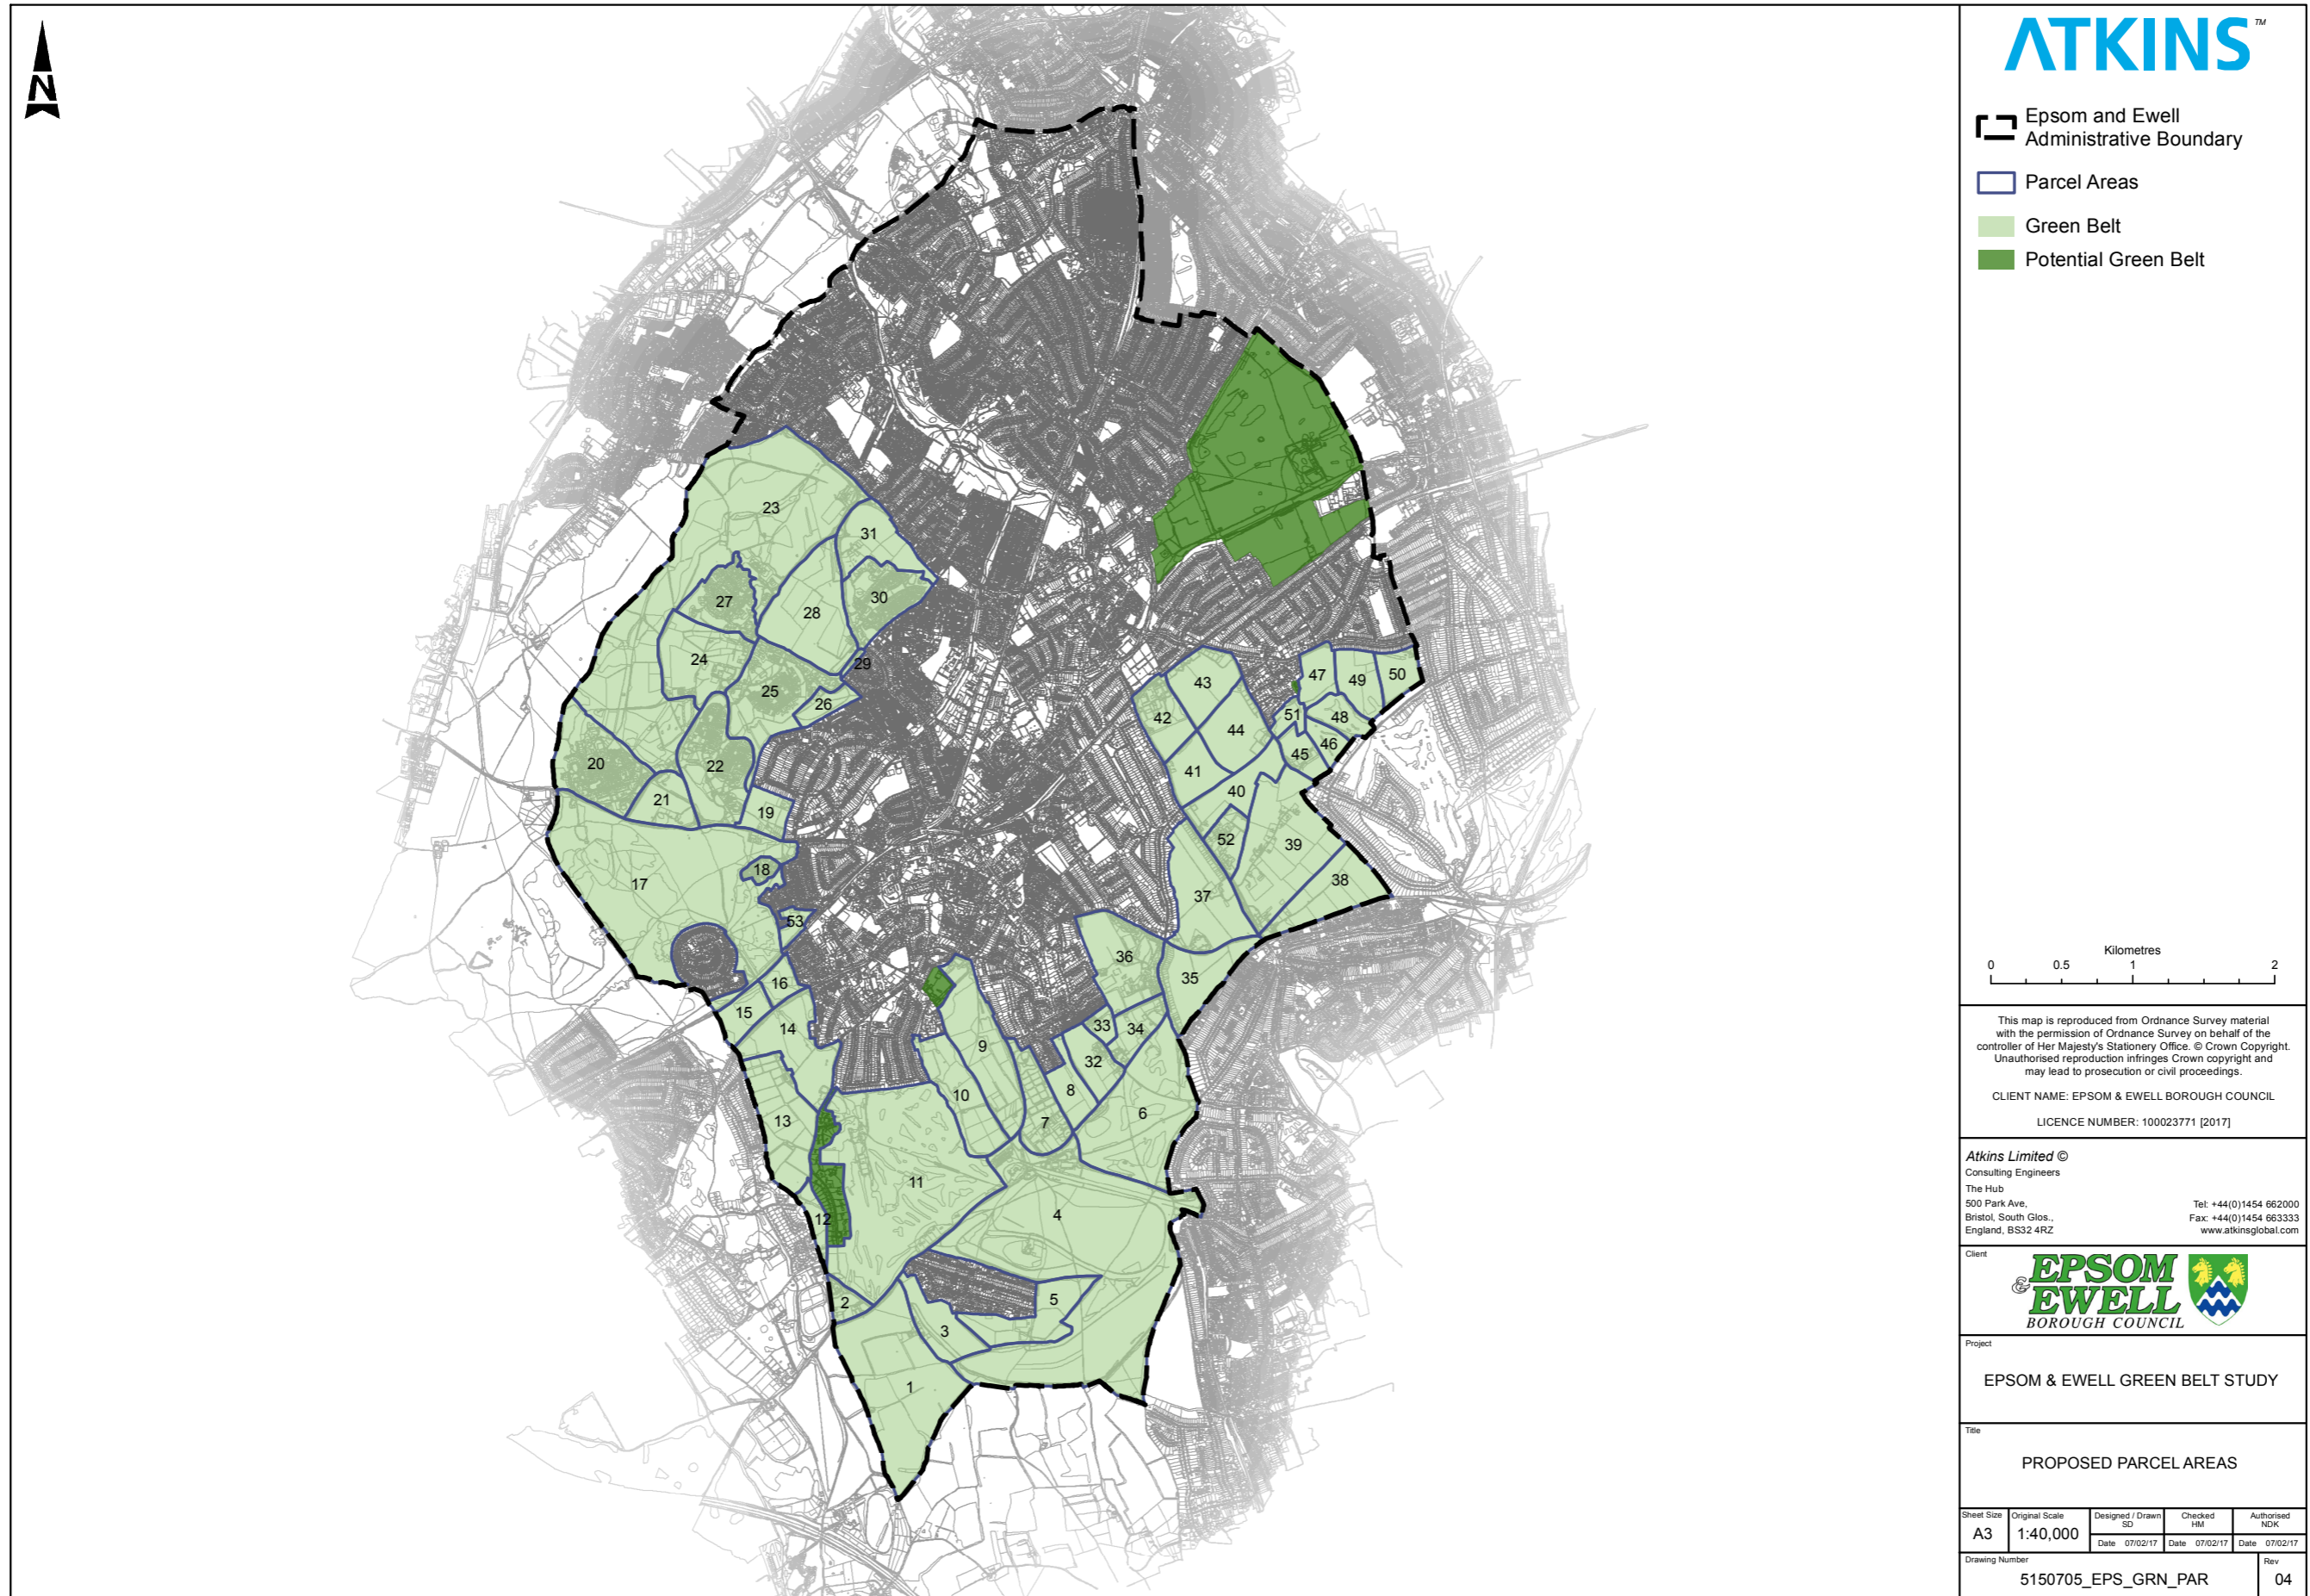 N
23
31
27
28
30
24
29
25
26
20
22
21
19
18
17
53
16
15
14
13
12
11
10
9
8
7
6
5
4
3
2
1
32
33
34
35
36
37
38
39
40
41
42
43
44
45
46
47
48
49
50
51
52
ATKINS™
Epsom and Ewell
Administrative Boundary
Parcel Areas
Green Belt
Potential Green Belt
Kilometres
0 0.5 1 2
This map is reproduced from Ordnance Survey material
with the permission of Ordnance Survey on behalf of the
controller of Her Majesty's Stationery Office. © Crown Copyright.
Unauthorised reproduction infringes Crown copyright and
may lead to prosecution or civil proceedings.
CLIENT NAME: EPSOM & EWELL BOROUGH COUNCIL
LICENCE NUMBER: 100023771 [2017]
Atkins Limited ©
Consulting Engineers
The Hub
500 Park Ave, Tel: +44(0)1454 662000
Bristol, South Glos., Fax: +44(0)1454 663333
England, BS32 4RZ www.atkinsglobal.com
Client
EPSOM
& EWELL
BOROUGH COUNCIL
Project
EPSOM & EWELL GREEN BELT STUDY
Title
PROPOSED PARCEL AREAS
Sheet Size Original Scale Designed / Drawn Checked Authorised
SD HM NDK
A3 1:40,000 Date 07/02/17 Date 07/02/17 Date 07/02/17
Drawing Number Rev
5150705_EPS_GRN_PAR 04